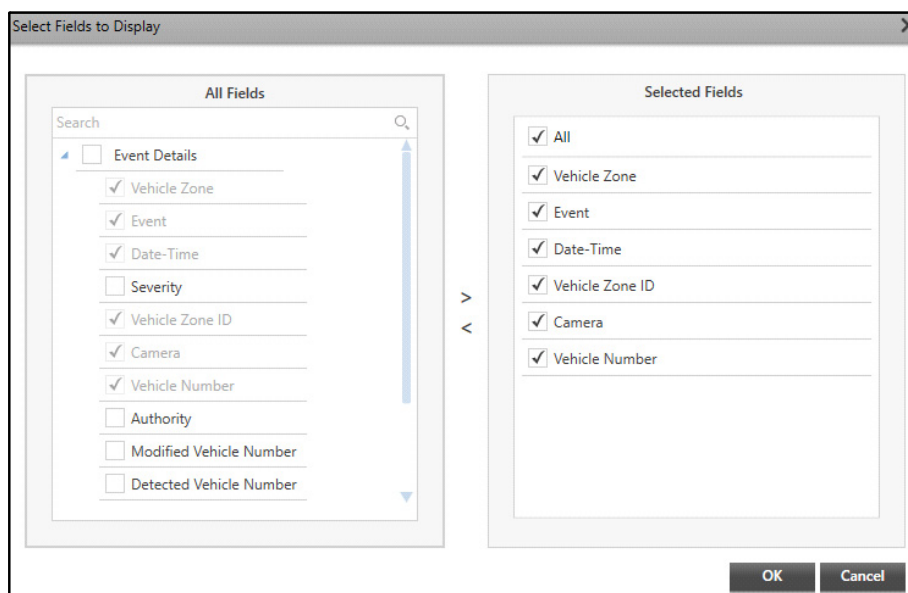 Select Fields to Display
All Fields
Search
Event Details
Vehicle Zone
Event
Date-Time
Severity
Vehicle Zone ID
Camera
Vehicle Number
Authority
Modified Vehicle Number
Detected Vehicle Number
>
<
Selected Fields
All
Vehicle Zone
Event
Date-Time
Vehicle Zone ID
Camera
Vehicle Number
OK
Cancel